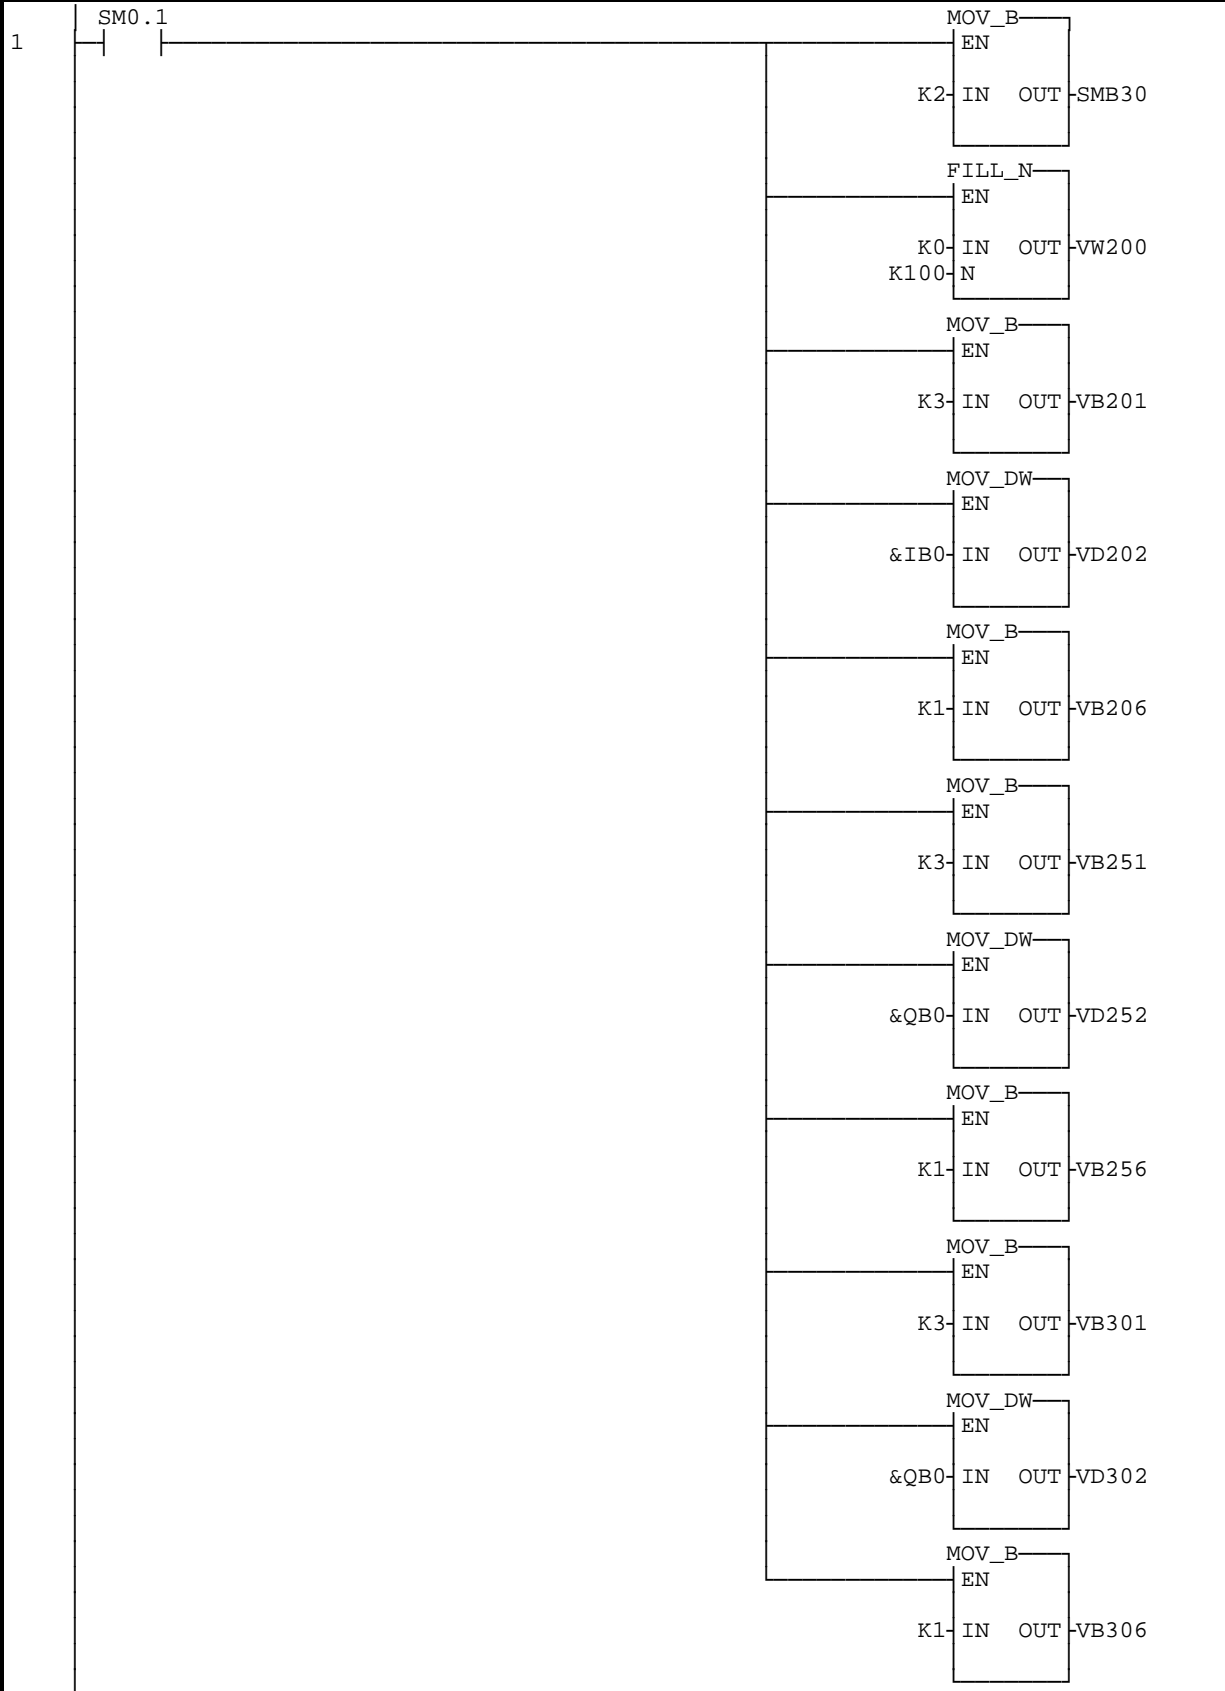 SM0.1 MOV_B
1 EN
K2 IN OUT SMB30
FILL_N
EN
K0 IN OUT VW200
K100 N
MOV_B
EN
K3 IN OUT VB201
MOV_DW
EN
&IB0 IN OUT VD202
MOV_B
EN
K1 IN OUT VB206
MOV_B
EN
K3 IN OUT VB251
MOV_DW
EN
&QB0 IN OUT VD252
MOV_B
EN
K1 IN OUT VB256
MOV_B
EN
K3 IN OUT VB301
MOV_DW
EN
&QB0 IN OUT VD302
MOV_B
EN
K1 IN OUT VB306